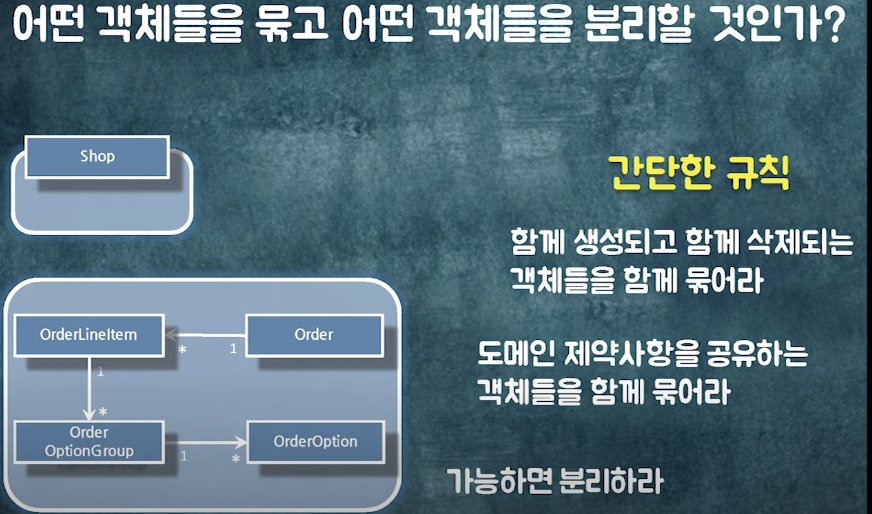 어떤 객체들을 묶고 어떤 객체들을 분리할 것인가?
Shop
간단한 규칙
함께 생성되고 함께 삭제되는
객체들을 함께 묶어라
OrderLineItem
*
1
Order
1
*
도메인 제약사항을 공유하는
객체들을 함께 묶어라
Order
OptionGroup
1
*
OrderOption
가능하면 분리하라